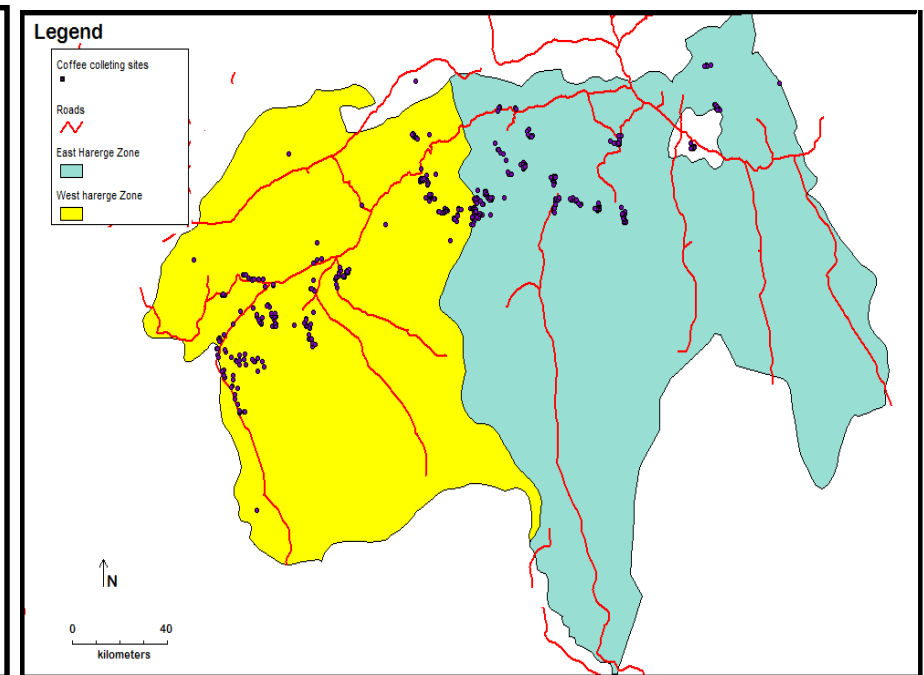 Legend
Coffee colleting sites
Roads
East Harerge Zone
West harerge Zone
N
0 40
kilometers